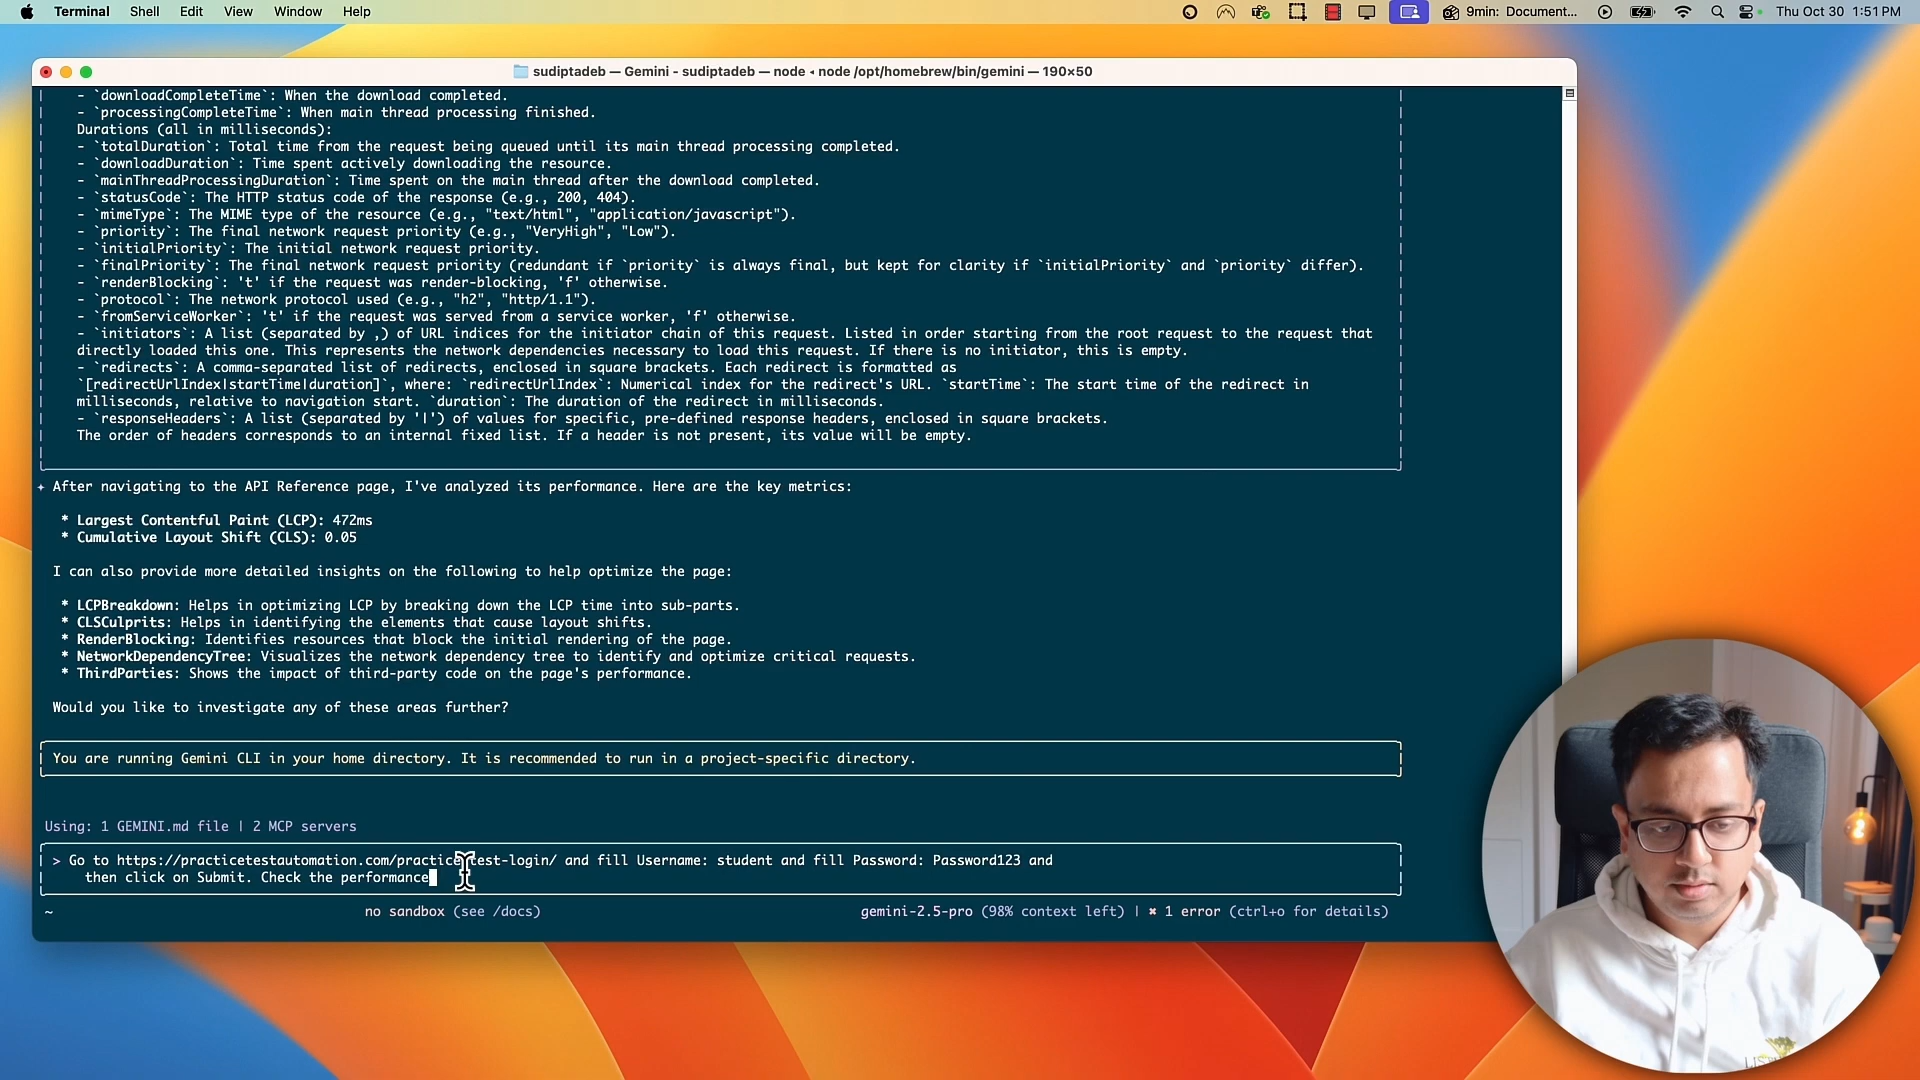 Terminal Shell Edit View Window Help 9min: Document... Thu Oct 30 1:51 PM
sudiptadeb — Gemini - sudiptadeb — node ◂ node /opt/homebrew/bin/gemini — 190×50
- `downloadCompleteTime`: When the download completed.
- `processingCompleteTime`: When main thread processing finished.
Durations (all in milliseconds):
- `totalDuration`: Total time from the request being queued until its main thread processing completed.
- `downloadDuration`: Time spent actively downloading the resource.
- `mainThreadProcessingDuration`: Time spent on the main thread after the download completed.
- `statusCode`: The HTTP status code of the response (e.g., 200, 404).
- `mimeType`: The MIME type of the resource (e.g., "text/html", "application/javascript").
- `priority`: The final network request priority (e.g., "VeryHigh", "Low").
- `initialPriority`: The initial network request priority.
- `finalPriority`: The final network request priority (redundant if `priority` is always final, but kept for clarity if `initialPriority` and `priority` differ).
- `renderBlocking`: 't' if the request was render-blocking, 'f' otherwise.
- `protocol`: The network protocol used (e.g., "h2", "http/1.1").
- `fromServiceWorker`: 't' if the request was served from a service worker, 'f' otherwise.
- `initiators`: A list (separated by ,) of URL indices for the initiator chain of this request. Listed in order starting from the root request to the request that
directly loaded this one. This represents the network dependencies necessary to load this request. If there is no initiator, this is empty.
- `redirects`: A comma-separated list of redirects, enclosed in square brackets. Each redirect is formatted as
`[redirectUrlIndex|startTime|duration]`, where: `redirectUrlIndex`: Numerical index for the redirect's URL. `startTime`: The start time of the redirect in
milliseconds, relative to navigation start. `duration`: The duration of the redirect in milliseconds.
- `responseHeaders`: A list (separated by '|') of values for specific, pre-defined response headers, enclosed in square brackets.
The order of headers corresponds to an internal fixed list. If a header is not present, its value will be empty.
✦ After navigating to the API Reference page, I've analyzed its performance. Here are the key metrics:
* Largest Contentful Paint (LCP): 472ms
* Cumulative Layout Shift (CLS): 0.05
I can also provide more detailed insights on the following to help optimize the page:
* LCPBreakdown: Helps in optimizing LCP by breaking down the LCP time into sub-parts.
* CLSCulprits: Helps in identifying the elements that cause layout shifts.
* RenderBlocking: Identifies resources that block the initial rendering of the page.
* NetworkDependencyTree: Visualizes the network dependency tree to identify and optimize critical requests.
* ThirdParties: Shows the impact of third-party code on the page's performance.
Would you like to investigate any of these areas further?
You are running Gemini CLI in your home directory. It is recommended to run in a project-specific directory.
Using: 1 GEMINI.md file | 2 MCP servers
> Go to https://practicetestautomation.com/practice-test-login/ and fill Username: student and fill Password: Password123 and
then click on Submit. Check the performance
~ no sandbox (see /docs) gemini-2.5-pro (98% context left) | ✖ 1 error (ctrl+o for details)